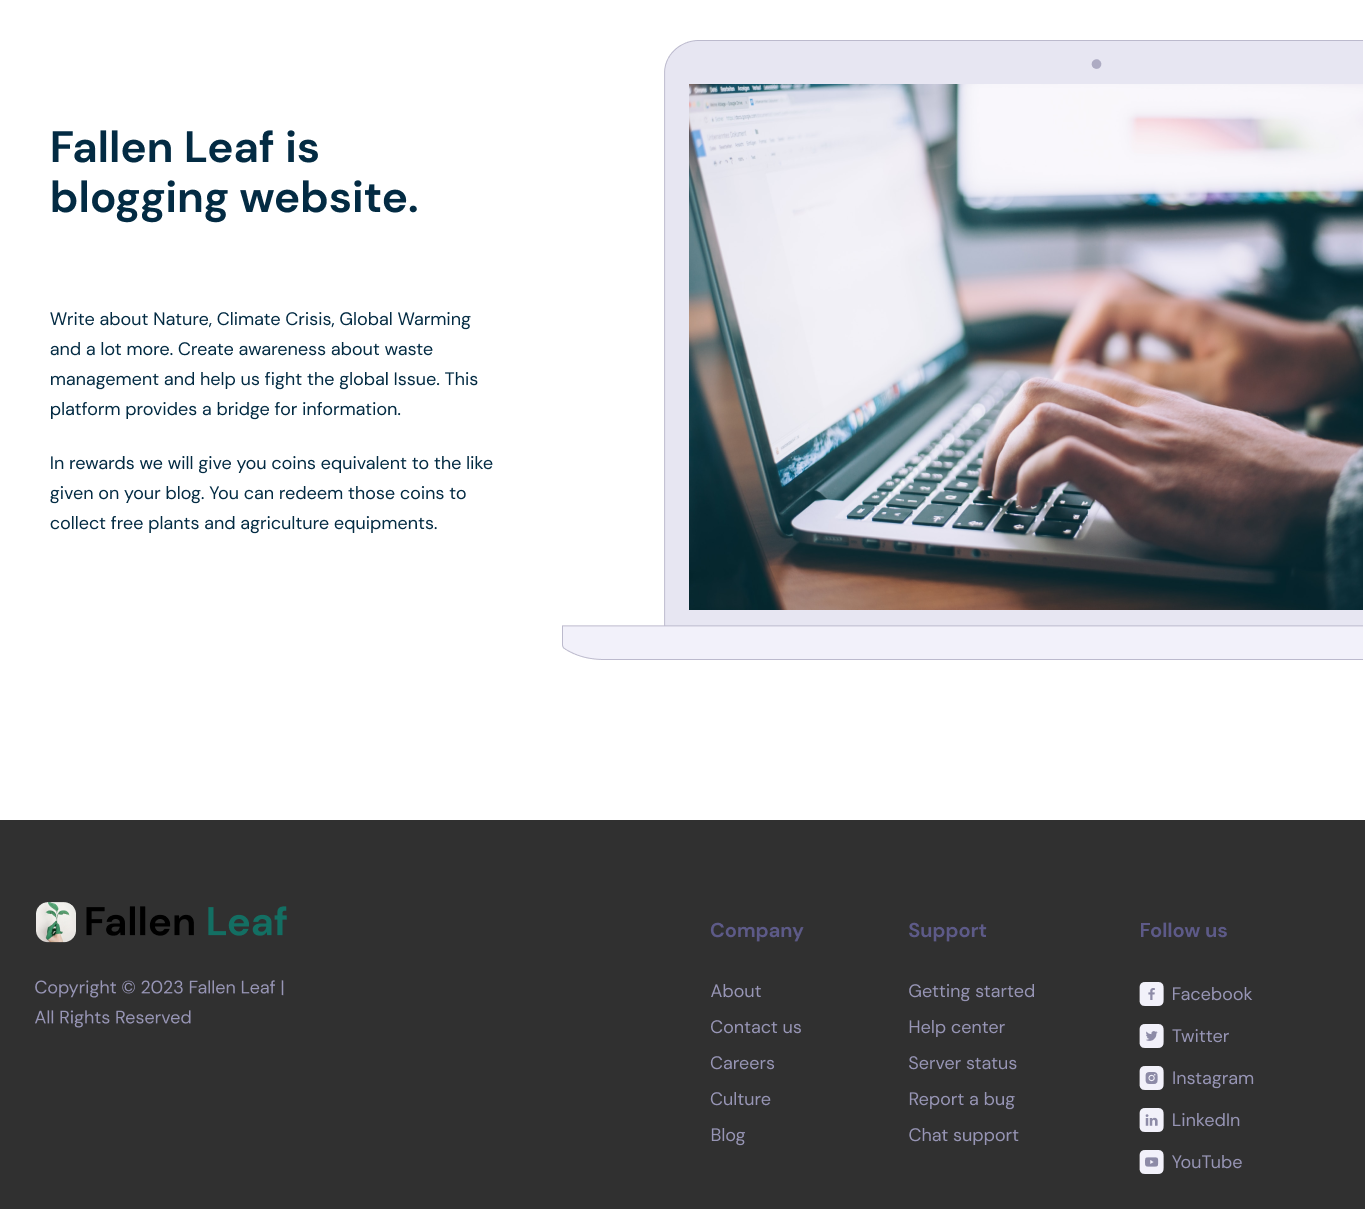 Fallen Leaf is
blogging website.
Write about Nature, Climate Crisis, Global Warming
and a lot more. Create awareness about waste
management and help us fight the global Issue. This
platform provides a bridge for information.
In rewards we will give you coins equivalent to the like
given on your blog. You can redeem those coins to
collect free plants and agriculture equipments.
Fallen Leaf
Copyright © 2023 Fallen Leaf |
All Rights Reserved
Company
About
Contact us
Careers
Culture
Blog
Support
Getting started
Help center
Server status
Report a bug
Chat support
Follow us
Facebook
Twitter
Instagram
LinkedIn
YouTube